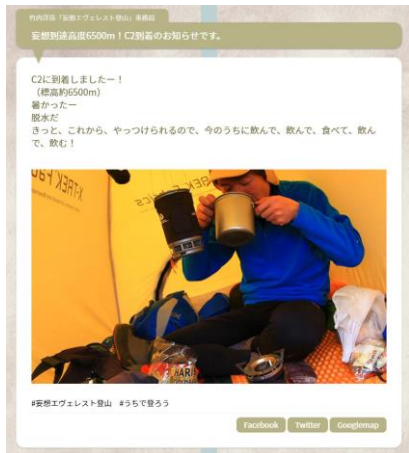 竹内洋岳「妄想エヴェレスト登山」事務局
妄想到達高度6500m！C2到着のお知らせです。
C2に到着しましたー！
（標高約6500m）
暑かったー
脱水だ
きっと、これから、やっつけられるので、今のうちに飲んで、飲んで、食べて、飲ん
で、飲む！
X-TREK Fabrics
HARI
#妄想エヴェレスト登山　#うちで登ろう
Facebook
Twitter
Googlemap